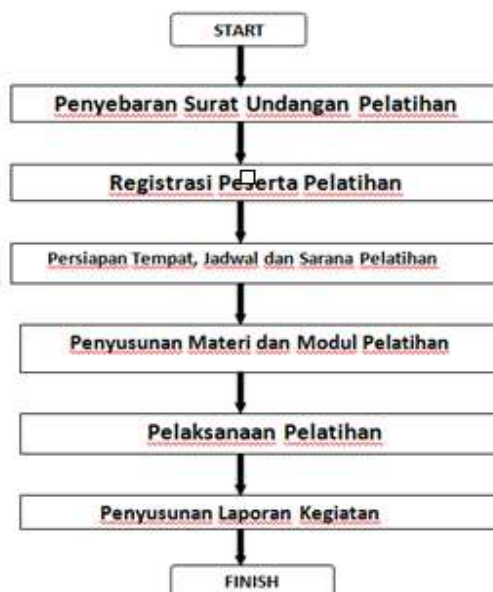 START
Penyebaran Surat Undangan Pelatihan
Registrasi Peserta Pelatihan
Persiapan Tempat, Jadwal dan Sarana Pelatihan
Penyusunan Materi dan Modul Pelatihan
Pelaksanaan Pelatihan
Penyusunan Laporan Kegiatan
FINISH